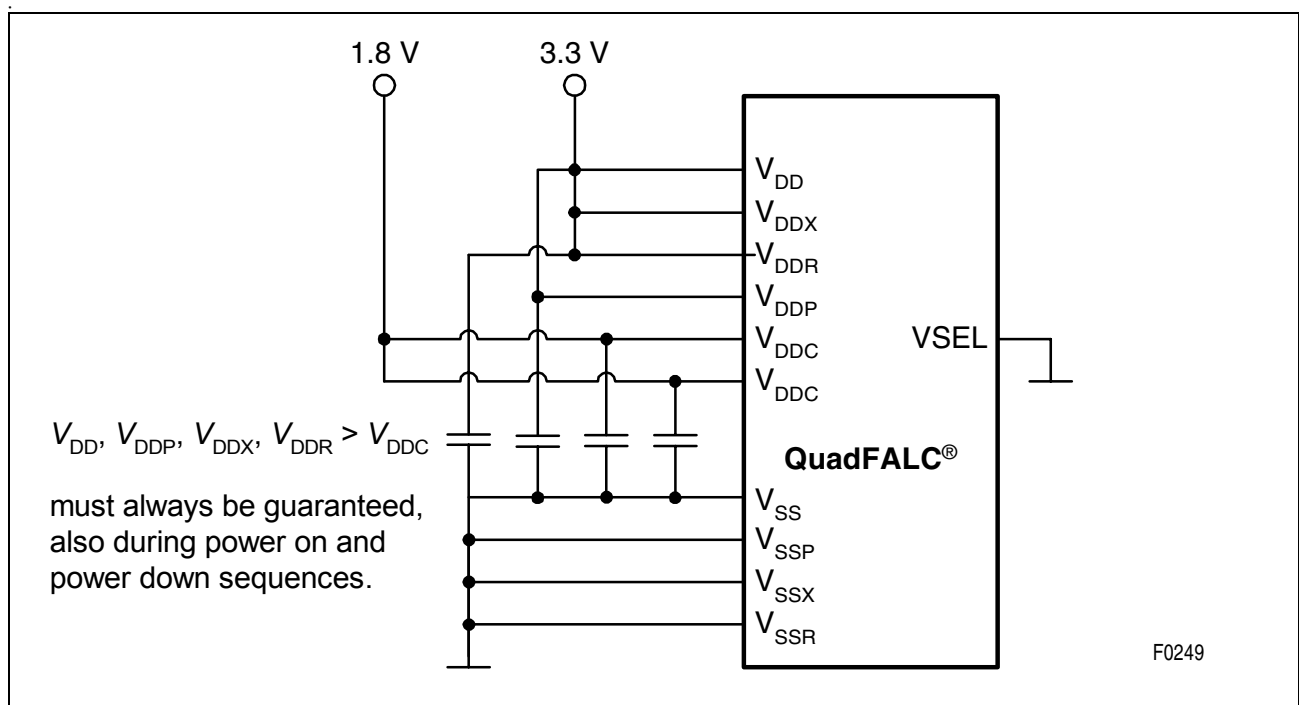 .
1.8 V 3.3 V
VDD
VDDX
VDDR
VDDP
VDDC
VSEL
VDDC
VDD, VDDP, VDDX, VDDR > VDDC
QuadFALC®
must always be guaranteed,
also during power on and
power down sequences.
VSS
VSSP
VSSX
VSSR
F0249